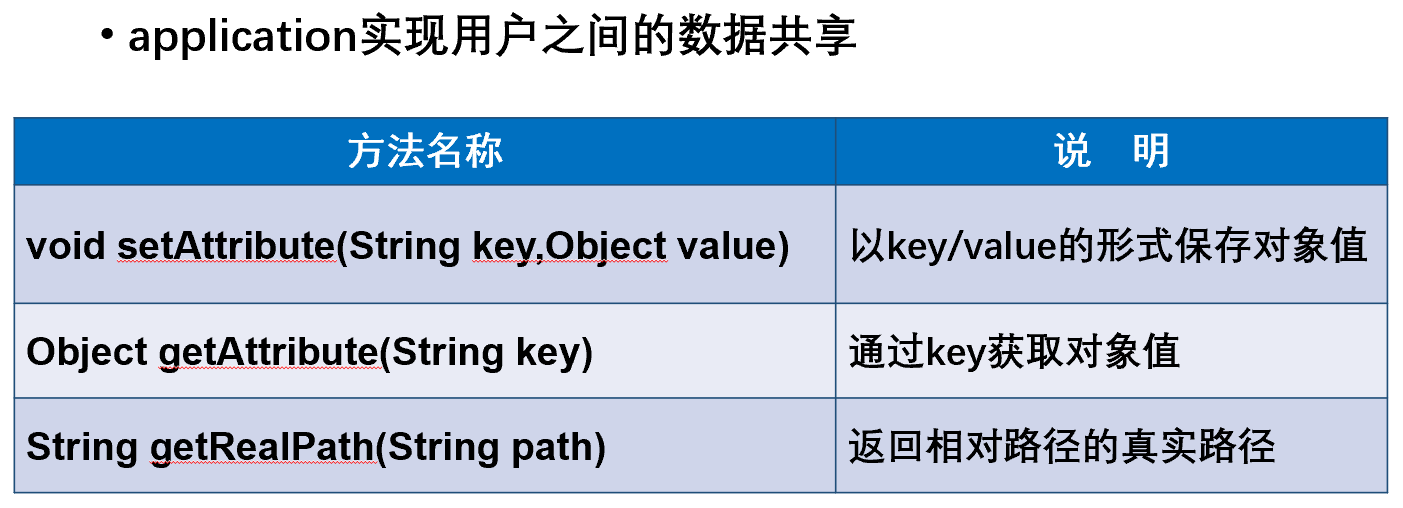 • application实现用户之间的数据共享
方法名称
说 明
void setAttribute(String key,Object value)
以key/value的形式保存对象值
Object getAttribute(String key)
通过key获取对象值
String getRealPath(String path)
返回相对路径的真实路径